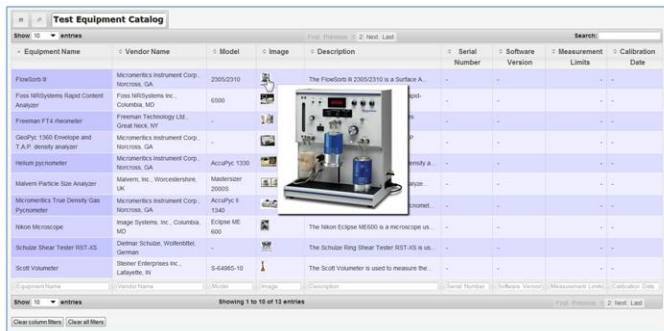 Test Equipment Catalog
Show 10 entries
First Previous 1 2 Next Last
Search:
Equipment Name Vendor Name Model Image Description Serial Number Software Version Measurement Limits Calibration Date
FlowSorb III Micromeritics Instrument Corp., Norcross, GA 2305/2310 The FlowSorb III 2305/2310 is a Surface A... - - - -
Foss NIRSystems Rapid Content Analyzer Foss NIRSystems Inc., Columbia, MD 6500 - - - -
Freeman FT4 rheometer Freeman Technology Ltd., Great Neck, NY - - - - -
GeoPyc 1360 Envelope and T.A.P. density analyzer Micromeritics Instrument Corp., Norcross, GA - - - - -
Helium pycnometer Micromeritics Instrument Corp., Norcross, GA AccuPyc 1330 - - - -
Malvern Particle Size Analyzer Malvern, Inc., Worcestershire, UK Mastersizer 2000S - - - -
Micromeritics True Density Gas Pycnometer Micromeritics Instrument Corp., Norcross, GA AccuPyc II 1340 - - - -
Nikon Microscope Image Systems, Inc., Columbia, MD Eclipse ME 600 The Nikon Eclipse ME600 is a microscope us... - - - -
Schulze Shear Tester RST-XS Dietmar Schulze, Wolfenbttel, German - The Schulze Ring Shear Tester RST-XS is us... - - - -
Scott Volumeter Steiner Enterprises Inc., Lafayette, IN S-64985-10 The Scott Volumeter is used to measure the... - - - -
Equipment Name Vendor Name Model Image Description Serial Number Software Version Measurement Limits Calibration Date
Show 10 entries
Showing 1 to 10 of 13 entries
First Previous 1 2 Next Last
Clear column filters Clear all filters